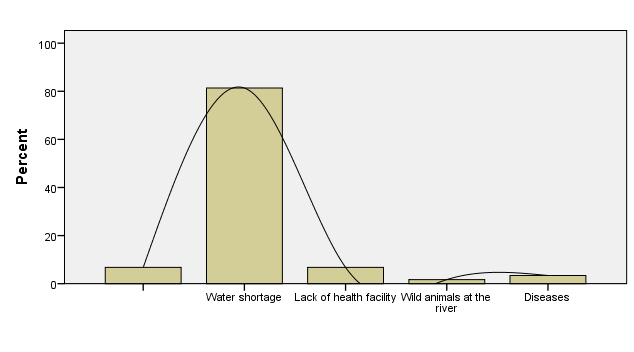 100
80
60
40
20
0
Percent
Water shortage
Lack of health facility
Wild animals at the
river
Diseases